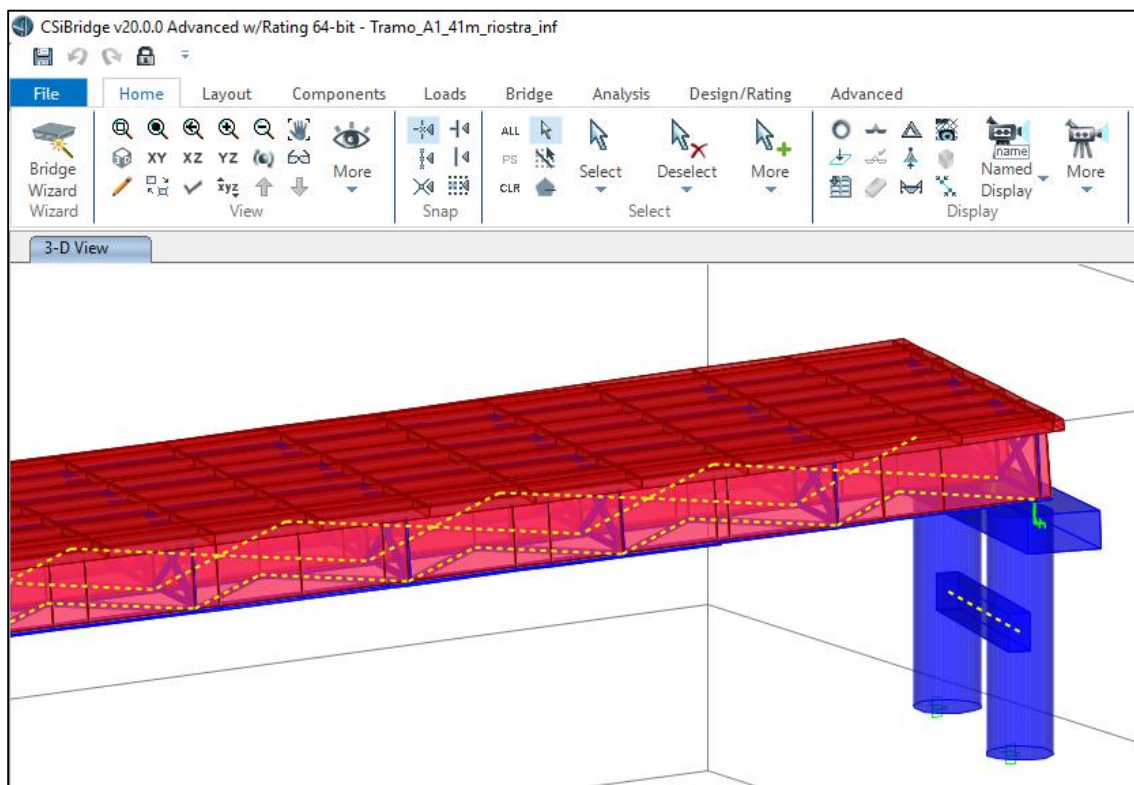 CSiBridge v20.0.0 Advanced w/Rating 64-bit - Tramo_A1_41m_riostra_inf
File Home Layout Components Loads Bridge Analysis Design/Rating Advanced
Bridge Wizard
Wizard
XY XZ YZ
xyz
More
View
Snap
ALL
PS
CLR
Select
Deselect
More
Select
name
Named Display
More
Display
3-D View